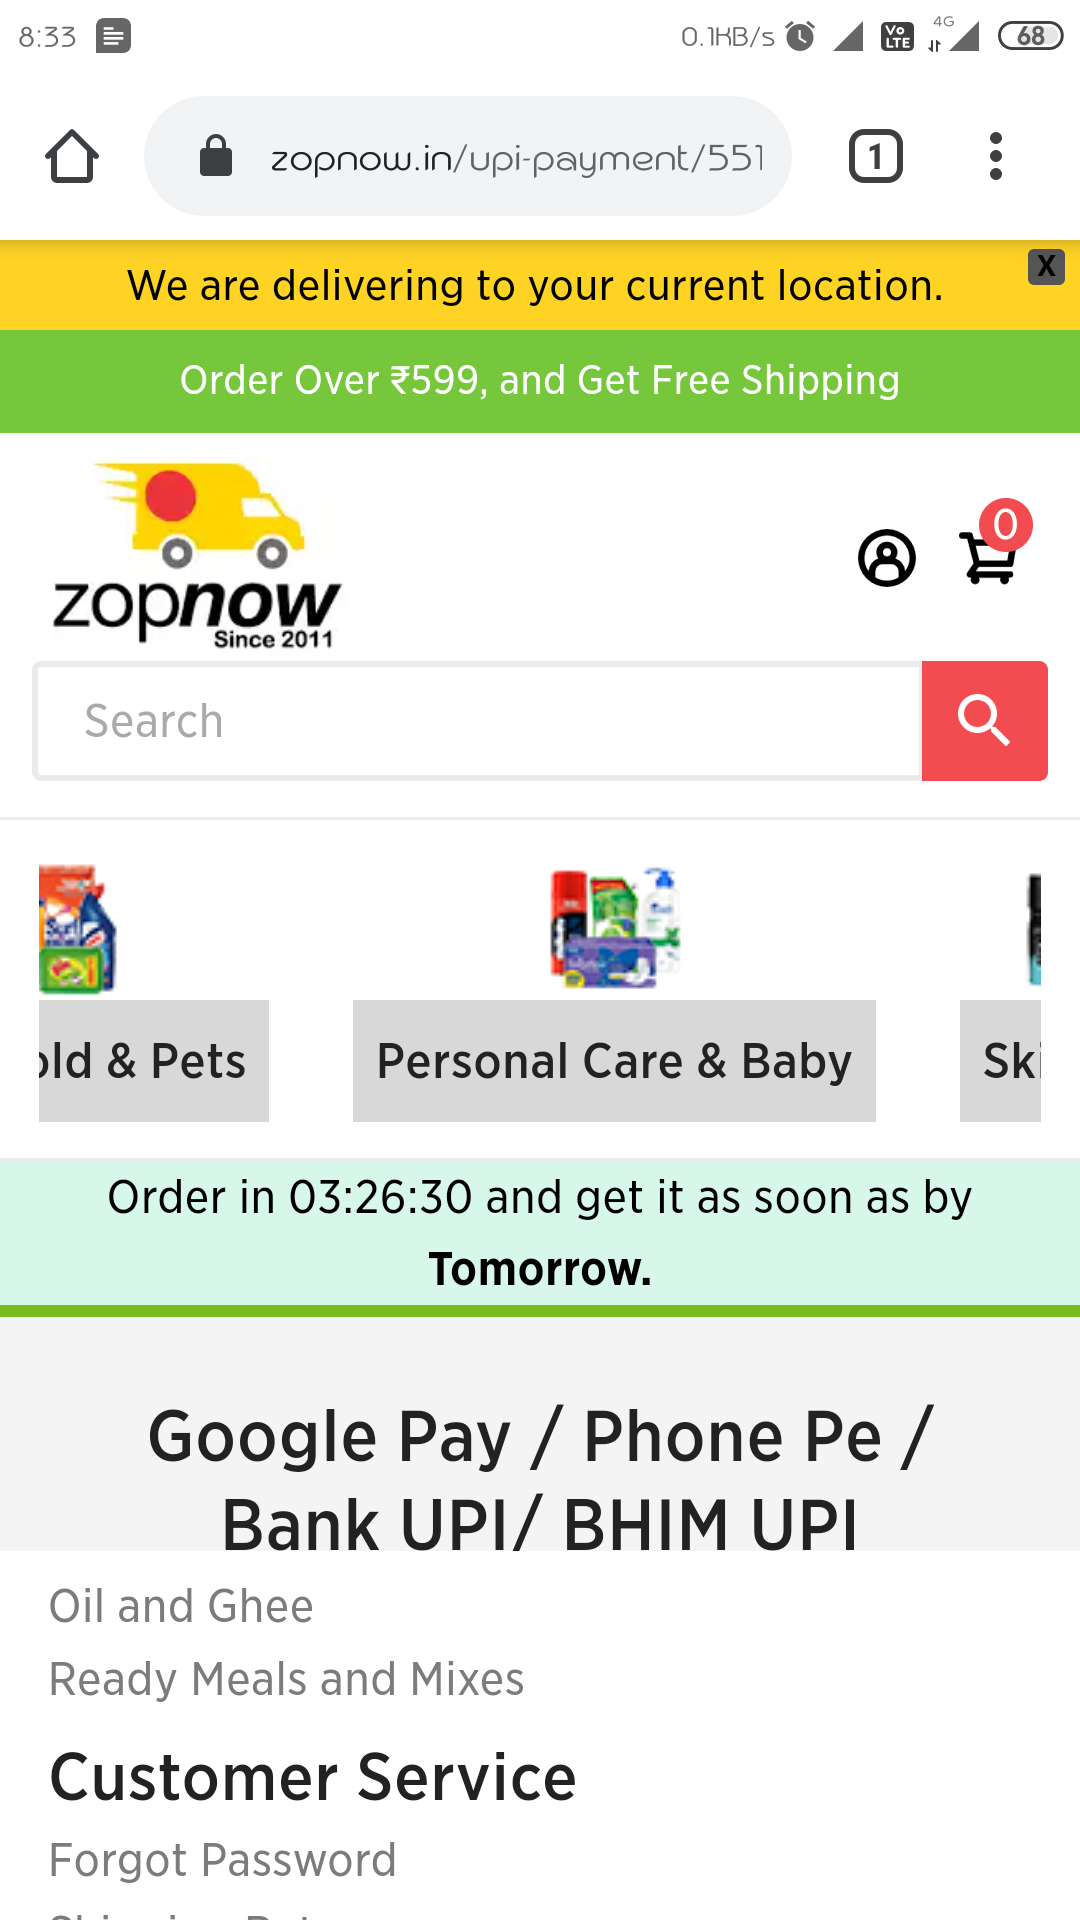 8:33
0.1KB/s
Vo
LTE
4G
68
zopnow.in/upi-payment/551
1
We are delivering to your current location.
X
Order Over ₹599, and Get Free Shipping
zopnow
Since 2011
0
Search
Surf
old & Pets
Personal Care & Baby
Ski
Order in 03:26:30 and get it as soon as by
Tomorrow.
Google Pay / Phone Pe /
Bank UPI/ BHIM UPI
Oil and Ghee
Ready Meals and Mixes
Customer Service
Forgot Password